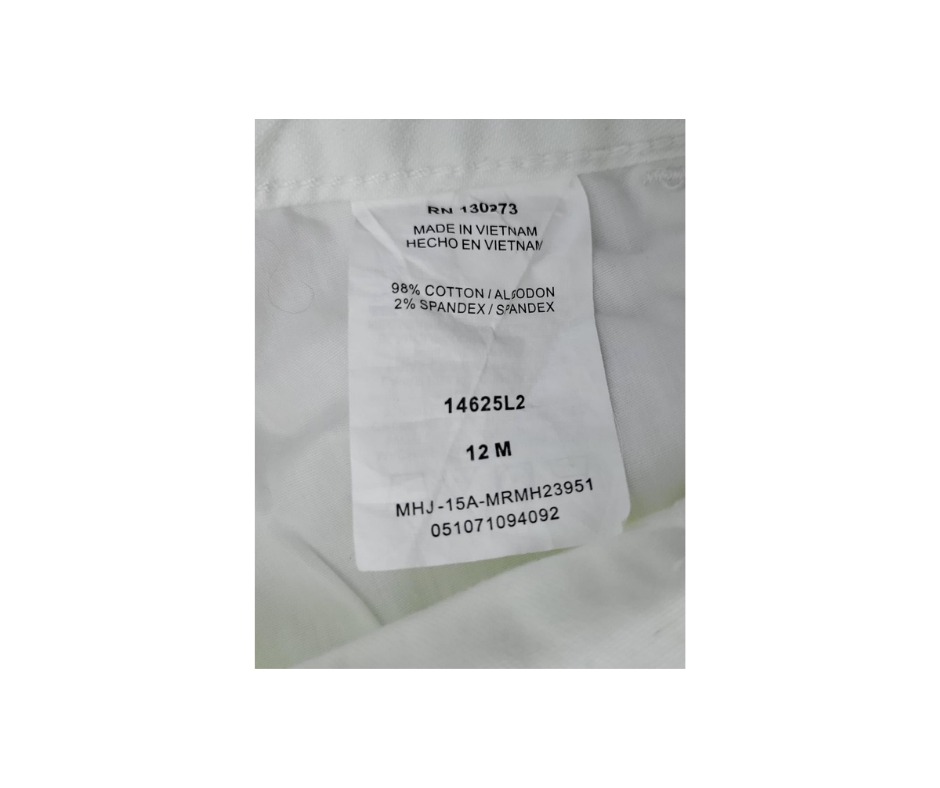 RN 130273
MADE IN VIETNAM
HECHO EN VIETNAM
98% COTTON / ALGODON
2% SPANDEX / SPANDEX
14625L2
12 M
MHJ-15A-MRMH23951
051071094092